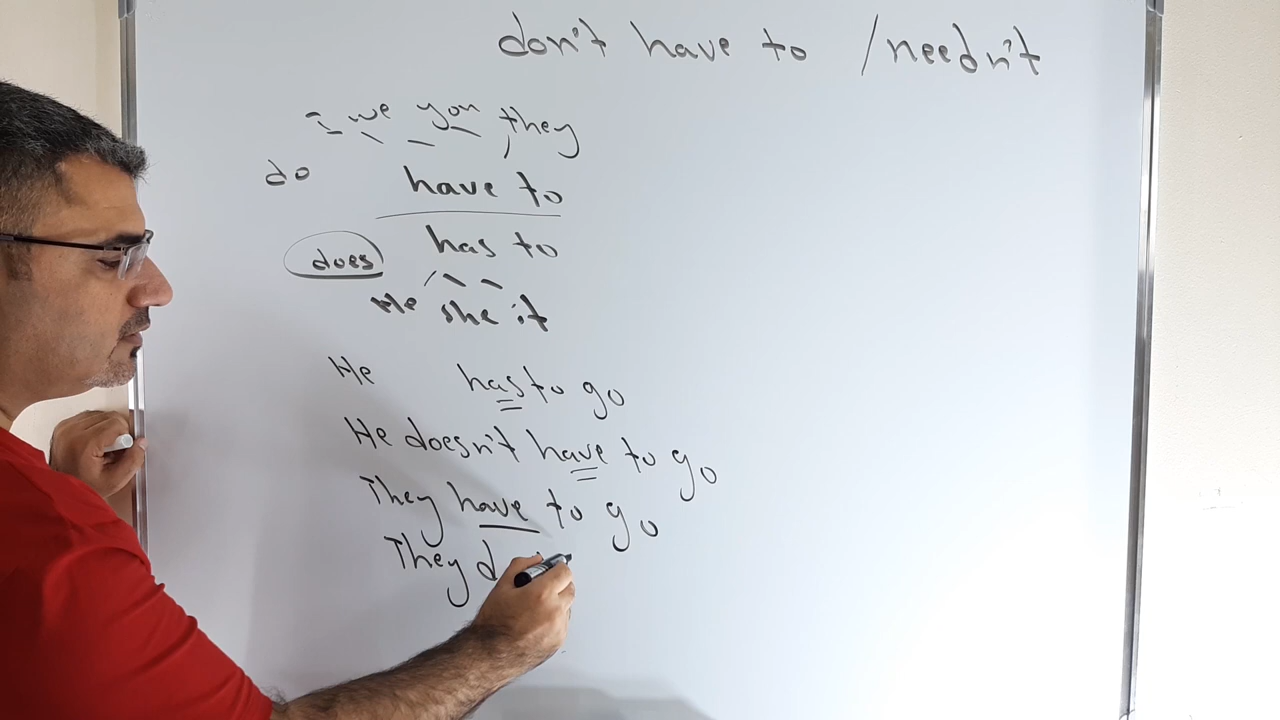 don't have to /needn't
I we you they
do have to
does has to
He she it
He has to go
He doesn't have to go
They have to go
They